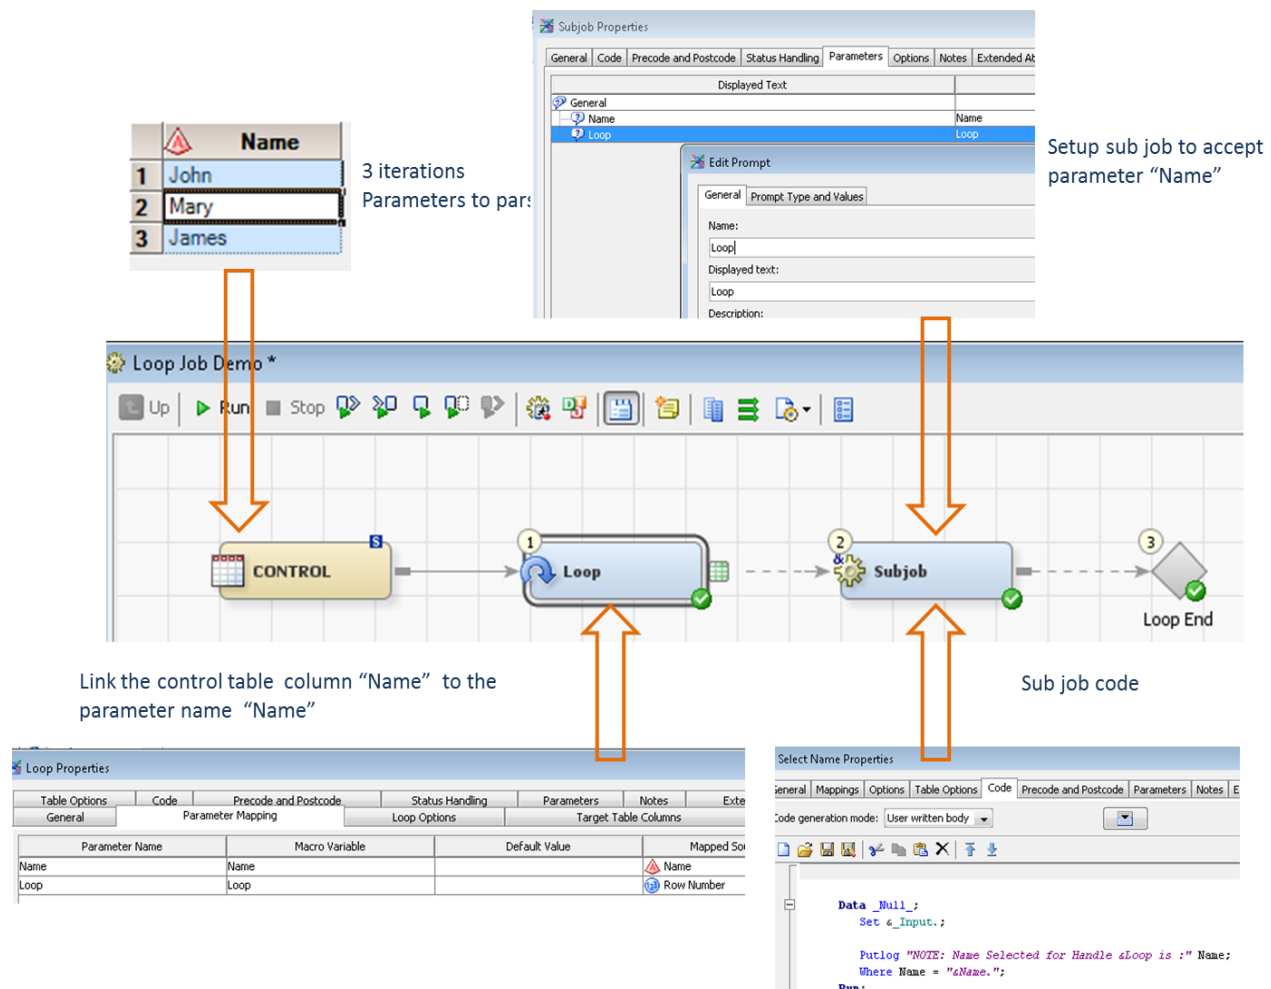 Subjob Properties
General Code Precode and Postcode Status Handling Parameters Options Notes Extended At
Displayed Text
General
Name Name
Loop Loop
Edit Prompt
General Prompt Type and Values
Name:
Loop
Displayed text:
Loop
Description:
Setup sub job to accept
parameter “Name”
Name
1 John
2 Mary
3 James
3 iterations
Parameters to pars
Loop Job Demo *
Up Run Stop
CONTROL
S
1
Loop
2
&
Subjob
3
Loop End
Link the control table column “Name” to the
parameter name “Name”
Sub job code
Loop Properties
Table Options Code Precode and Postcode Status Handling Parameters Notes Exte
General Parameter Mapping Loop Options Target Table Columns
Parameter Name Macro Variable Default Value Mapped Sou
Name Name Name
Loop Loop 123 Row Number
Select Name Properties
General Mappings Options Table Options Code Precode and Postcode Parameters Notes E
Code generation mode: User written body
Data _Null_;
Set &_Input.;
Putlog "NOTE: Name Selected for Handle &Loop is :" Name;
Where Name = "&Name.";
Run;